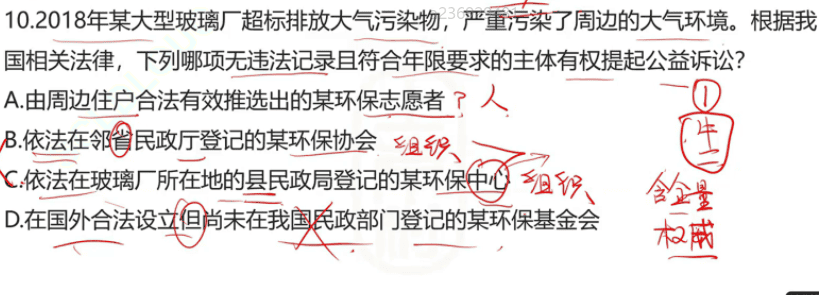 10.2018年某大型玻璃厂超标排放大气污染物，严重污染了周边的大气环境。根据我
国相关法律，下列哪项无违法记录且符合年限要求的主体有权提起公益诉讼？
A.由周边住户合法有效推选出的某环保志愿者 个人
B.依法在邻省民政厅登记的某环保协会 组织
C.依法在玻璃厂所在地的县民政局登记的某环保中心 组织
D.在国外合法设立但尚未在我国民政部门登记的某环保基金会
①
牛
二
含金量
权威